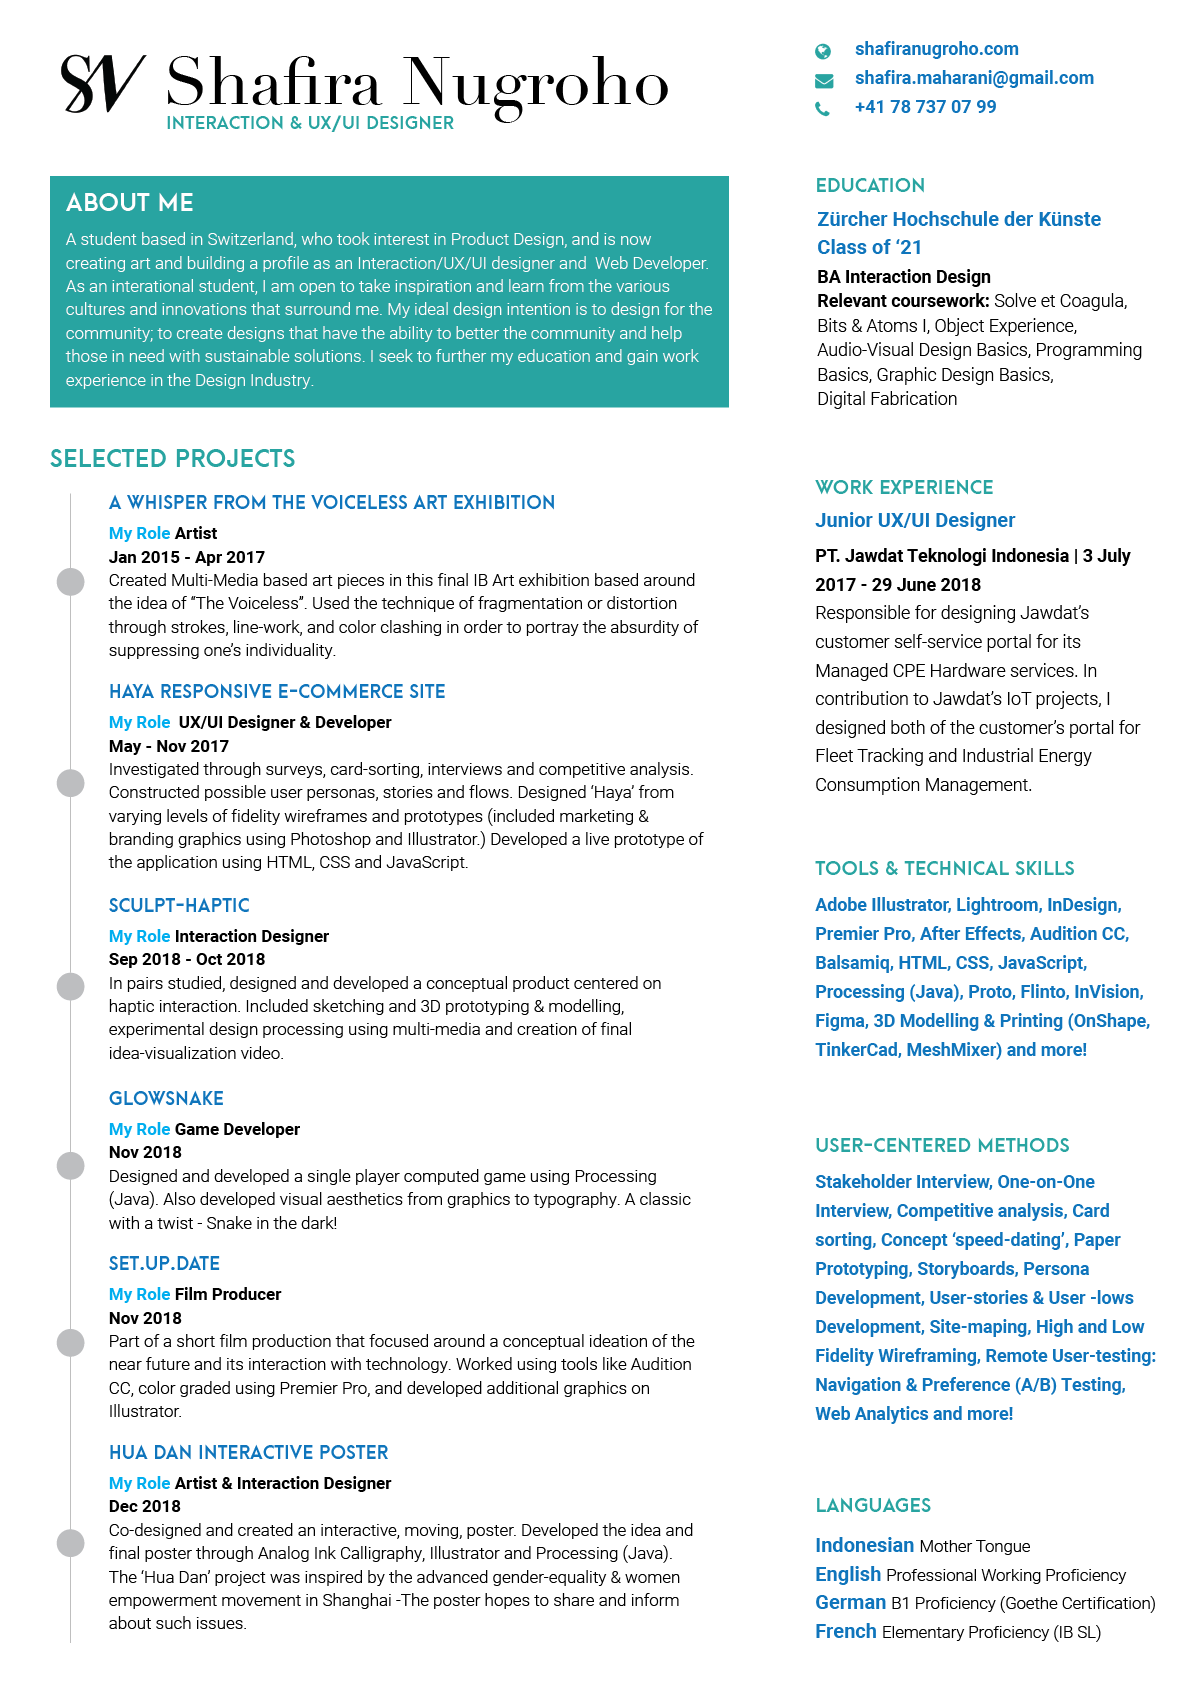 SN Shafira Nugroho
INTERACTION & UX/UI DESIGNER
shafiranugroho.com
shafira.maharani@gmail.com
+41 78 737 07 99
ABOUT ME
A student based in Switzerland, who took interest in Product Design, and is now
creating art and building a profile as an Interaction/UX/UI designer and  Web Developer.
As an interational student, I am open to take inspiration and learn from the various
cultures and innovations that surround me. My ideal design intention is to design for the
community; to create designs that have the ability to better the community and help
those in need with sustainable solutions. I seek to further my education and gain work
experience in the Design Industry.
SELECTED PROJECTS
A WHISPER FROM THE VOICELESS ART EXHIBITION
My Role Artist
Jan 2015 - Apr 2017
Created Multi-Media based art pieces in this final IB Art exhibition based around
the idea of “The Voiceless”. Used the technique of fragmentation or distortion
through strokes, line-work, and color clashing in order to portray the absurdity of
suppressing one’s individuality.
HAYA RESPONSIVE E-COMMERCE SITE
My Role  UX/UI Designer & Developer
May - Nov 2017
Investigated through surveys, card-sorting, interviews and competitive analysis.
Constructed possible user personas, stories and flows. Designed ‘Haya’ from
varying levels of fidelity wireframes and prototypes (included marketing &
branding graphics using Photoshop and Illustrator.) Developed a live prototype of
the application using HTML, CSS and JavaScript.
SCULPT-HAPTIC
My Role Interaction Designer
Sep 2018 - Oct 2018
In pairs studied, designed and developed a conceptual product centered on
haptic interaction. Included sketching and 3D prototyping & modelling,
experimental design processing using multi-media and creation of final
idea-visualization video.
GLOWSNAKE
My Role Game Developer
Nov 2018
Designed and developed a single player computed game using Processing
(Java). Also developed visual aesthetics from graphics to typography. A classic
with a twist - Snake in the dark!
SET.UP.DATE
My Role Film Producer
Nov 2018
Part of a short film production that focused around a conceptual ideation of the
near future and its interaction with technology. Worked using tools like Audition
CC, color graded using Premier Pro, and developed additional graphics on
Illustrator.
HUA DAN INTERACTIVE POSTER
My Role Artist & Interaction Designer
Dec 2018
Co-designed and created an interactive, moving, poster. Developed the idea and
final poster through Analog Ink Calligraphy, Illustrator and Processing (Java).
The ‘Hua Dan’ project was inspired by the advanced gender-equality & women
empowerment movement in Shanghai -The poster hopes to share and inform
about such issues.
EDUCATION
Zürcher Hochschule der Künste
Class of ‘21
BA Interaction Design
Relevant coursework: Solve et Coagula,
Bits & Atoms I, Object Experience,
Audio-Visual Design Basics, Programming
Basics, Graphic Design Basics,
Digital Fabrication
WORK EXPERIENCE
Junior UX/UI Designer
PT. Jawdat Teknologi Indonesia | 3 July
2017 - 29 June 2018
Responsible for designing Jawdat’s
customer self-service portal for its
Managed CPE Hardware services. In
contribution to Jawdat’s IoT projects, I
designed both of the customer’s portal for
Fleet Tracking and Industrial Energy
Consumption Management.
TOOLS & TECHNICAL SKILLS
Adobe Illustrator, Lightroom, InDesign,
Premier Pro, After Effects, Audition CC,
Balsamiq, HTML, CSS, JavaScript,
Processing (Java), Proto, Flinto, InVision,
Figma, 3D Modelling & Printing (OnShape,
TinkerCad, MeshMixer) and more!
USER-CENTERED METHODS
Stakeholder Interview, One-on-One
Interview, Competitive analysis, Card
sorting, Concept ‘speed-dating’, Paper
Prototyping, Storyboards, Persona
Development, User-stories & User -lows
Development, Site-maping, High and Low
Fidelity Wireframing, Remote User-testing:
Navigation & Preference (A/B) Testing,
Web Analytics and more!
LANGUAGES
Indonesian Mother Tongue
English Professional Working Proficiency
German B1 Proficiency (Goethe Certification)
French Elementary Proficiency (IB SL)